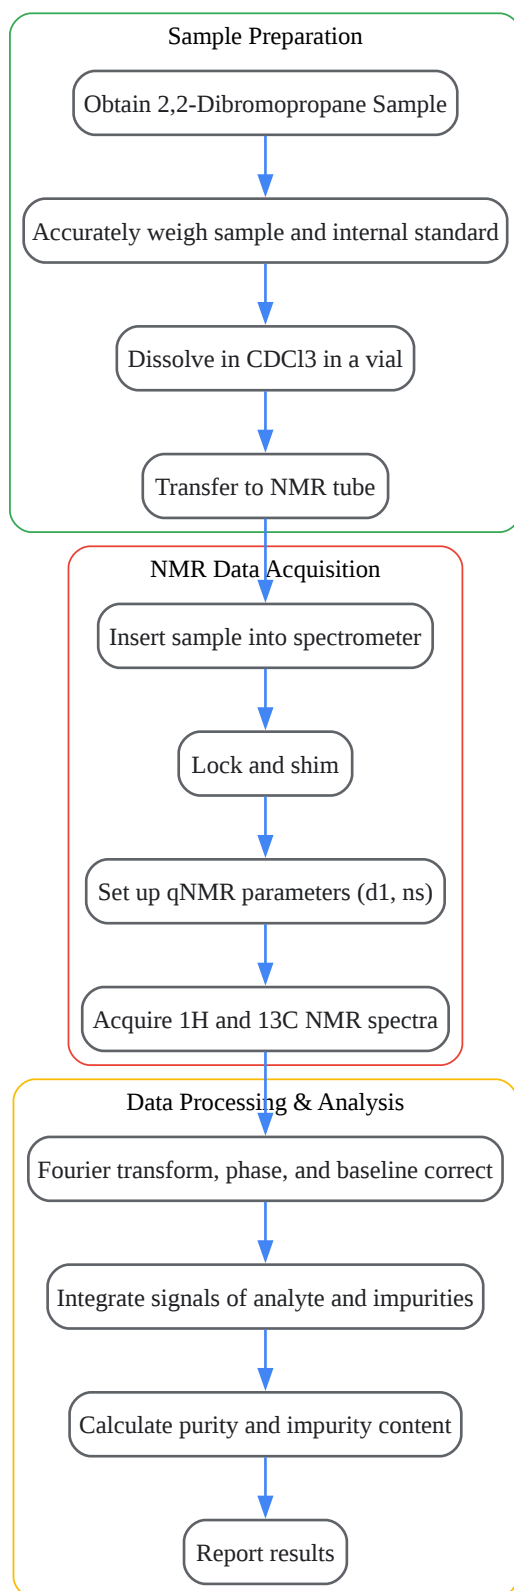 Sample Preparation
Obtain 2,2-Dibromopropane Sample
Accurately weigh sample and internal standard
Dissolve in CDCl3 in a vial
Transfer to NMR tube
NMR Data Acquisition
Insert sample into spectrometer
Lock and shim
Set up qNMR parameters (d1, ns)
Acquire 1H and 13C NMR spectra
Data Processing & Analysis
Fourier transform, phase, and baseline correct
Integrate signals of analyte and impurities
Calculate purity and impurity content
Report results